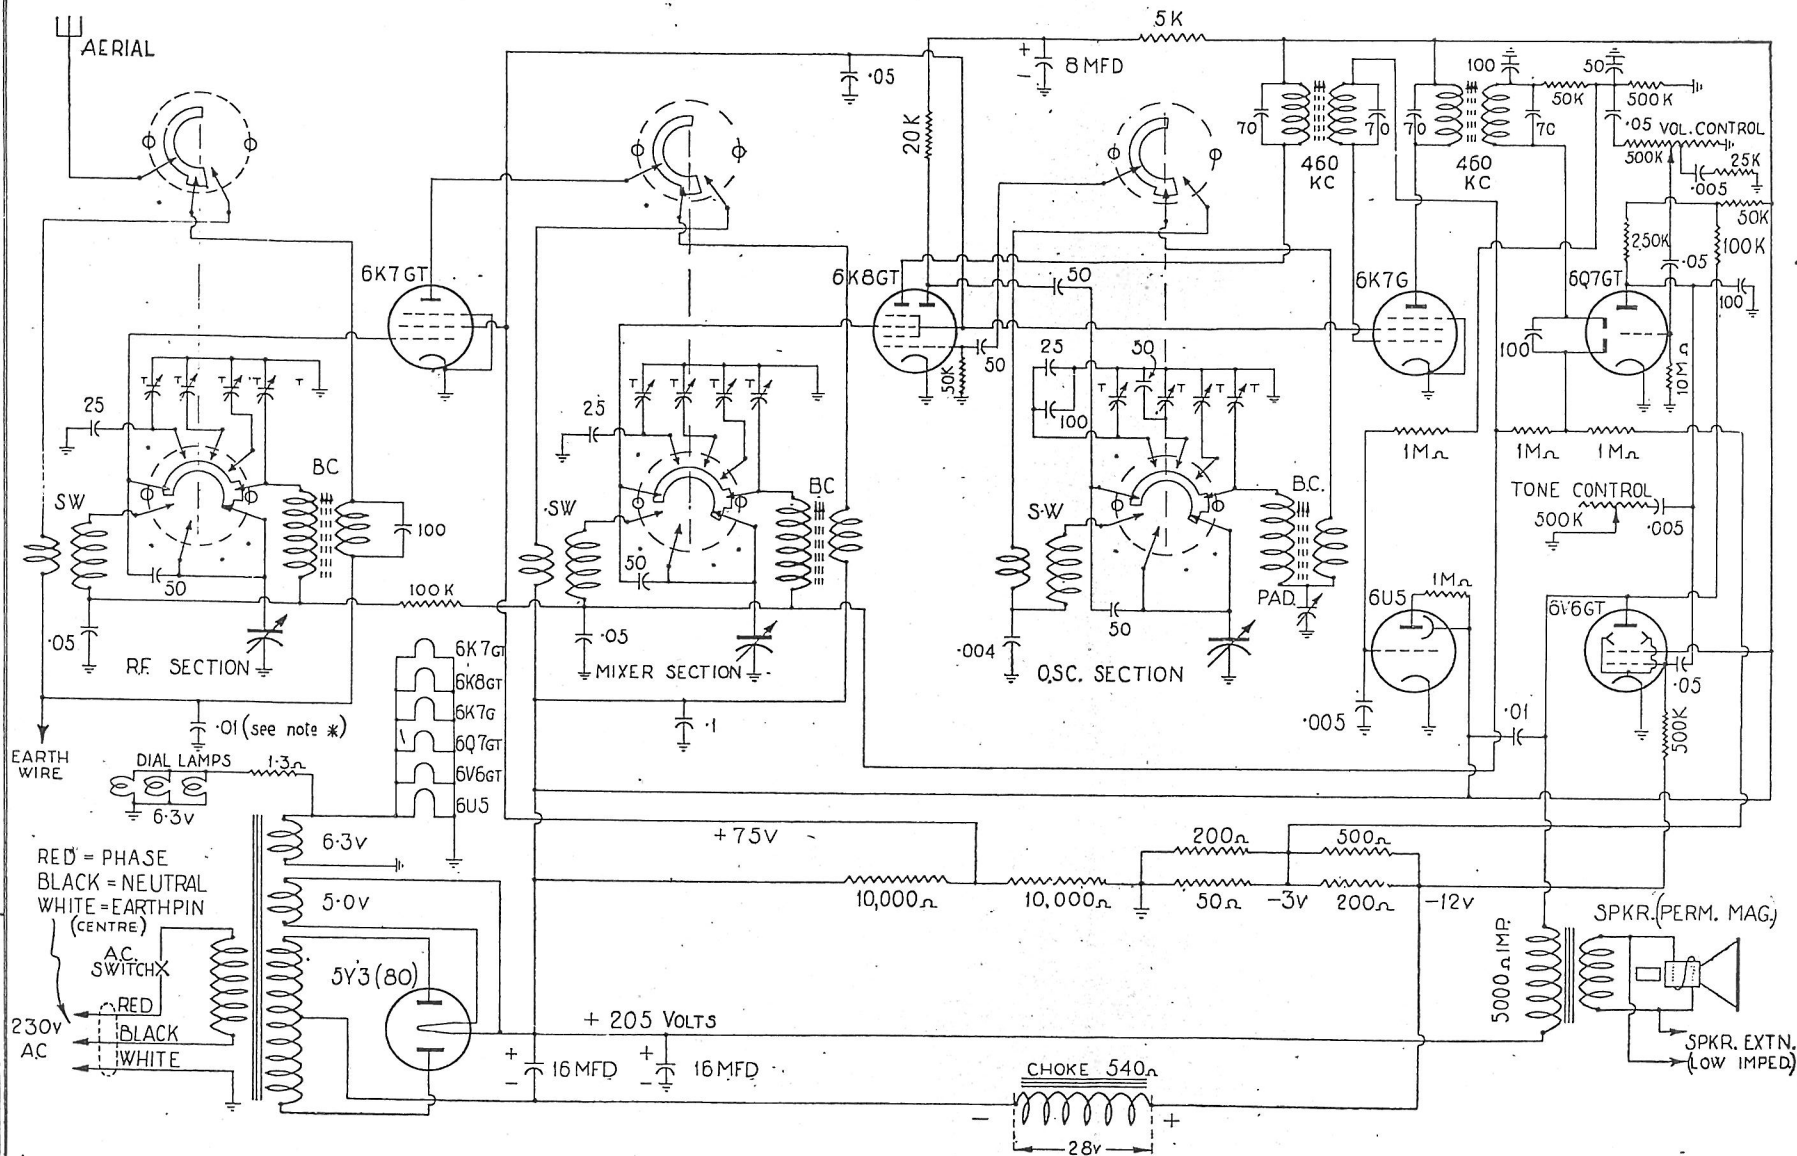 AERIAL
5K
+
-
8 MFD
.05
100
50
50K
500K
70
70
70
7C
.05 VOL. CONTROL
500K
25K
.005
460
KC
460
KC
20K
50K
250K
100K
.05
100
6K7GT
6K8GT
50
6K7G
6Q7GT
50
50K
100
10MΩ
T
T
T
T
25
T
T
T
T
25
25
50
100
T
T
T
T
1MΩ
1MΩ
1MΩ
BC
SW
100
50
BC
.SW
50
B.C.
S.W
PAD.
50
TONE CONTROL
500K
.005
100K
.05
R.F. SECTION
.05
MIXER SECTION
.004
O.S.C. SECTION
6U5
1MΩ
6V6GT
.05
500K
.005
.01
.01 (see note *)
.1
EARTH
WIRE
6K7GT
6K8GT
6K7G
6Q7GT
6V6GT
6U5
DIAL LAMPS
1.3Ω
6.3V
6.3V
5.0V
+75V
10,000Ω
10,000Ω
200Ω
500Ω
50Ω
-3V
200Ω
-12V
RED = PHASE
BLACK = NEUTRAL
WHITE = EARTHPIN
(CENTRE)
A.C.
SWITCH
RED
BLACK
WHITE
230V
A.C
5Y3 (80)
+ 205 VOLTS
+
-
16 MFD
+
-
16 MFD
CHOKE 540Ω
-
+
28V
5000Ω IMP.
SPKR. (PERM. MAG.)
SPKR. EXTN.
(LOW IMPED.)